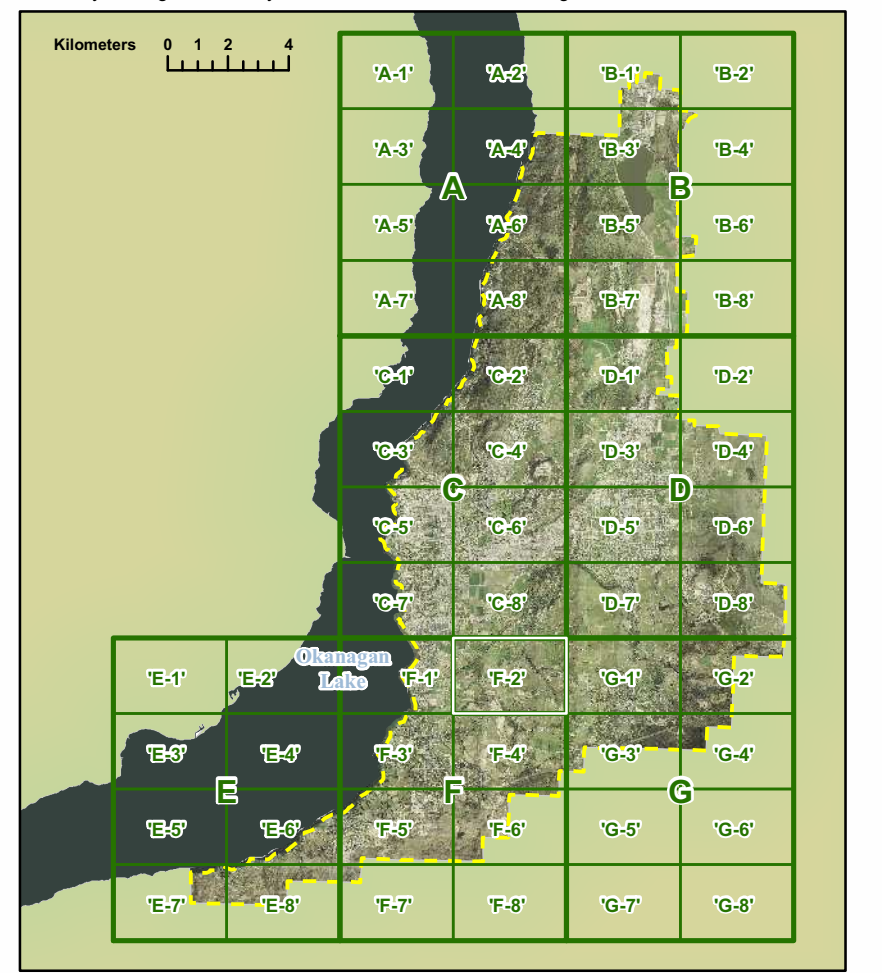 Kilometers 0 1 2 4
'A-1' 'A-2' 'B-1' 'B-2'
'A-3' 'A-4' 'B-3' 'B-4'
A B
'A-5' 'A-6' 'B-5' 'B-6'
'A-7' 'A-8' 'B-7' 'B-8'
'C-1' 'C-2' 'D-1' 'D-2'
'C-3' 'C-4' 'D-3' 'D-4'
C D
'C-5' 'C-6' 'D-5' 'D-6'
'C-7' 'C-8' 'D-7' 'D-8'
Okanagan
Lake
'E-1' 'E-2' 'F-1' 'F-2' 'G-1' 'G-2'
'E-3' 'E-4' 'F-3' 'F-4' 'G-3' 'G-4'
E F G
'E-5' 'E-6' 'F-5' 'F-6' 'G-5' 'G-6'
'E-7' 'E-8' 'F-7' 'F-8' 'G-7' 'G-8'